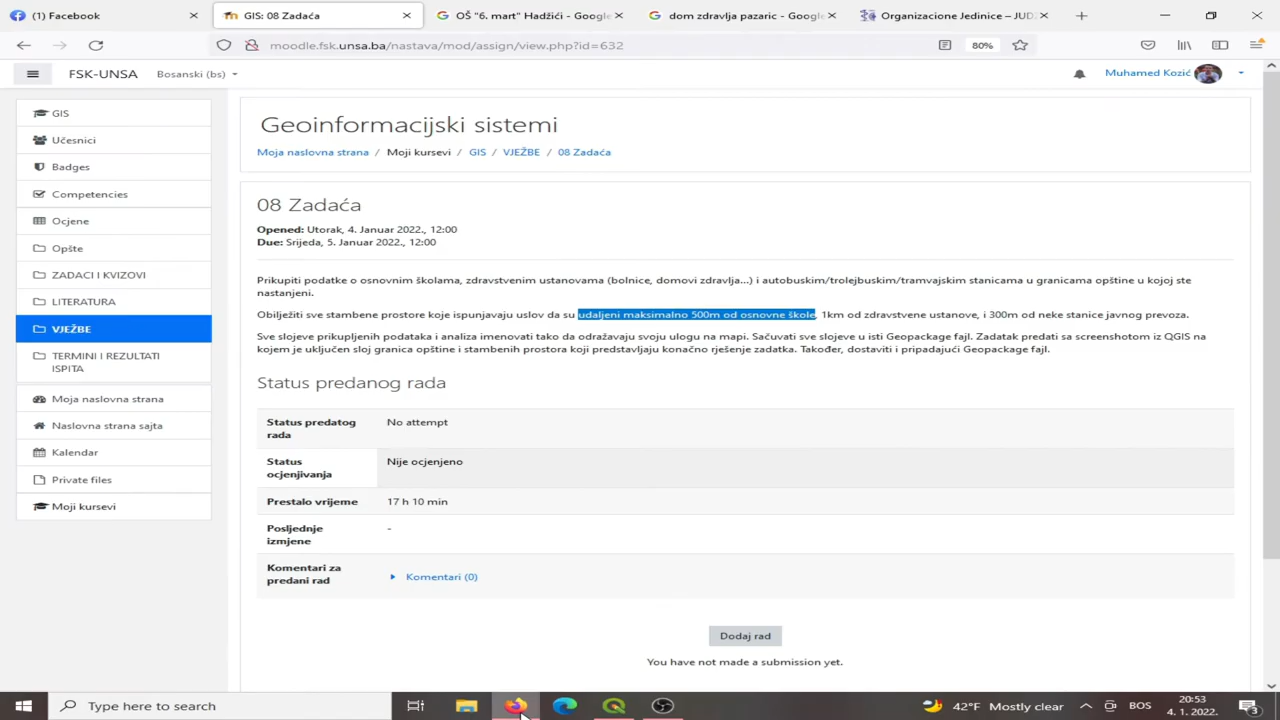 (1) Facebook
GIS: 08 Zadaća
OŠ "6. mart" Hadžići - Google
dom zdravlja pazaric - Google
Organizacione Jedinice — JUDZ
moodle.fsk.unsa.ba/nastava/mod/assign/view.php?id=632
80%
FSK-UNSA
Bosanski (bs)
Muhamed Kozić
GIS
Učesnici
Badges
Competencies
Ocjene
Opšte
ZADACI I KVIZOVI
LITERATURA
VJEŽBE
TERMINI I REZULTATI
ISPITA
Moja naslovna strana
Naslovna strana sajta
Kalendar
Private files
Moji kursevi
Geoinformacijski sistemi
Moja naslovna strana / Moji kursevi / GIS / VJEŽBE / 08 Zadaća
08 Zadaća
Opened: Utorak, 4. Januar 2022., 12:00
Due: Srijeda, 5. Januar 2022., 12:00
Prikupiti podatke o osnovnim školama, zdravstvenim ustanovama (bolnice, domovi zdravlja...) i autobuskim/trolejbuskim/tramvajskim stanicama u granicama opštine u kojoj ste
nastanjeni.
Obilježiti sve stambene prostore koje ispunjavaju uslov da su udaljeni maksimalno 500m od osnovne škole, 1km od zdravstvene ustanove, i 300m od neke stanice javnog prevoza.
Sve slojeve prikupljenih podataka i analiza imenovati tako da odražavaju svoju ulogu na mapi. Sačuvati sve slojeve u isti Geopackage fajl. Zadatak predati sa screenshotom iz QGIS na
kojem je uključen sloj granica opštine i stambenih prostora koji predstavljaju konačno rješenje zadatka. Također, dostaviti i pripadajući Geopackage fajl.
Status predanog rada
Status predatog
rada
No attempt
Status
ocjenjivanja
Nije ocjenjeno
Prestalo vrijeme
17 h 10 min
Posljednje
izmjene
-
Komentari za
predani rad
Komentari (0)
Dodaj rad
You have not made a submission yet.
Type here to search
42°F Mostly clear
BOS
20:53
4. 1. 2022.
3